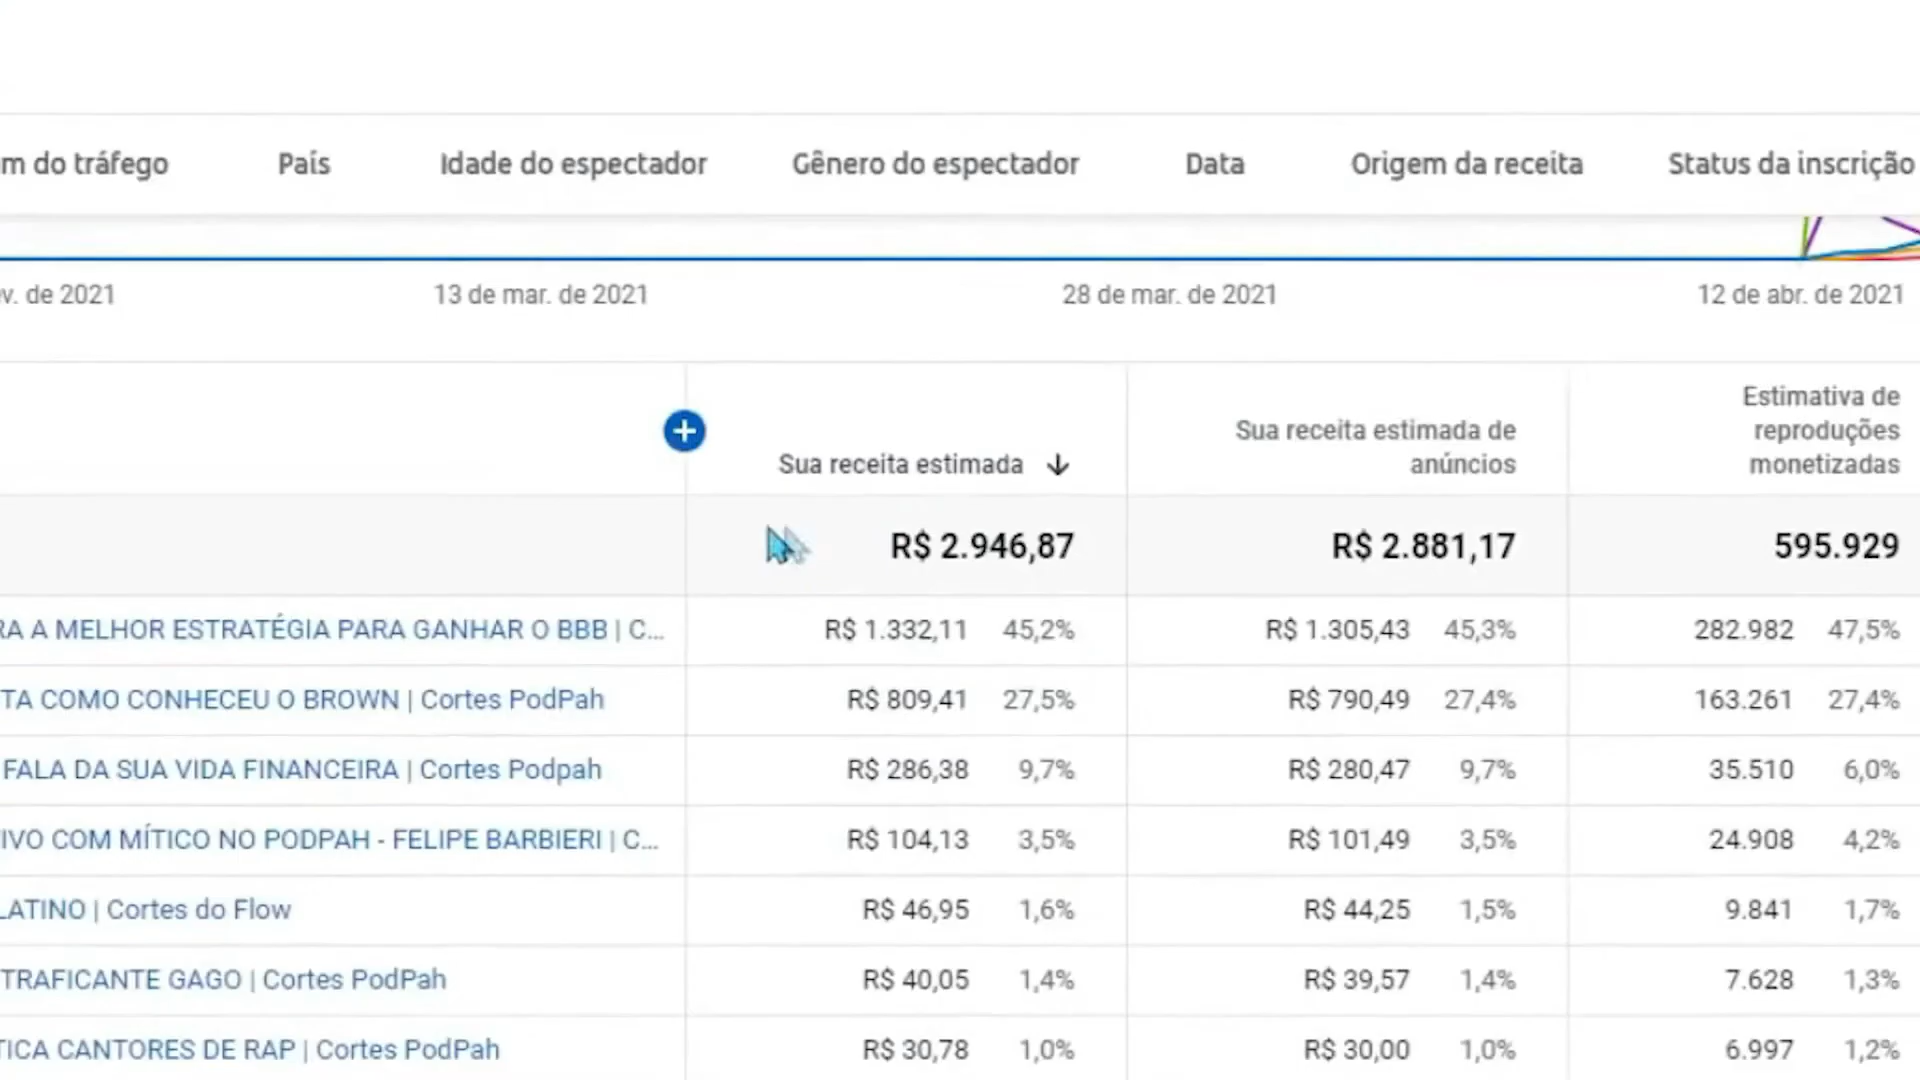 m do tráfego País Idade do espectador Gênero do espectador Data Origem da receita Status da inscrição
v. de 2021 13 de mar. de 2021 28 de mar. de 2021 12 de abr. de 2021
Sua receita estimada
Sua receita estimada de
anúncios
Estimativa de
reproduções
monetizadas
R$ 2.946,87 R$ 2.881,17 595.929
RA A MELHOR ESTRATÉGIA PARA GANHAR O BBB | C... R$ 1.332,11 45,2% R$ 1.305,43 45,3% 282.982 47,5%
TA COMO CONHECEU O BROWN | Cortes PodPah R$ 809,41 27,5% R$ 790,49 27,4% 163.261 27,4%
FALA DA SUA VIDA FINANCEIRA | Cortes Podpah R$ 286,38 9,7% R$ 280,47 9,7% 35.510 6,0%
IVO COM MÍTICO NO PODPAH - FELIPE BARBIERI | C... R$ 104,13 3,5% R$ 101,49 3,5% 24.908 4,2%
LATINO | Cortes do Flow R$ 46,95 1,6% R$ 44,25 1,5% 9.841 1,7%
TRAFICANTE GAGO | Cortes PodPah R$ 40,05 1,4% R$ 39,57 1,4% 7.628 1,3%
TICA CANTORES DE RAP | Cortes PodPah R$ 30,78 1,0% R$ 30,00 1,0% 6.997 1,2%